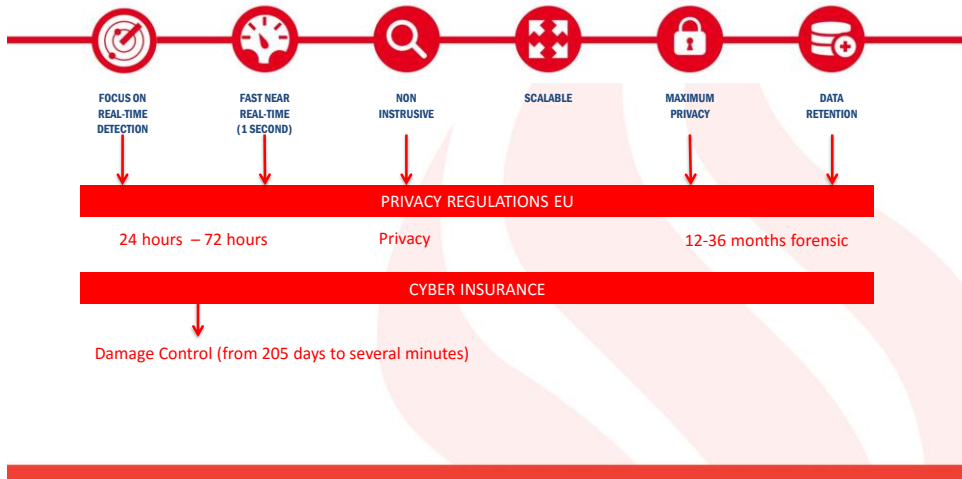 FOCUS ON
REAL-TIME
DETECTION
FAST NEAR
REAL-TIME
(1 SECOND)
NON
INSTRUSIVE
SCALABLE
MAXIMUM
PRIVACY
DATA
RETENTION
PRIVACY REGULATIONS EU
24 hours – 72 hours
Privacy
12-36 months forensic
CYBER INSURANCE
Damage Control (from 205 days to several minutes)